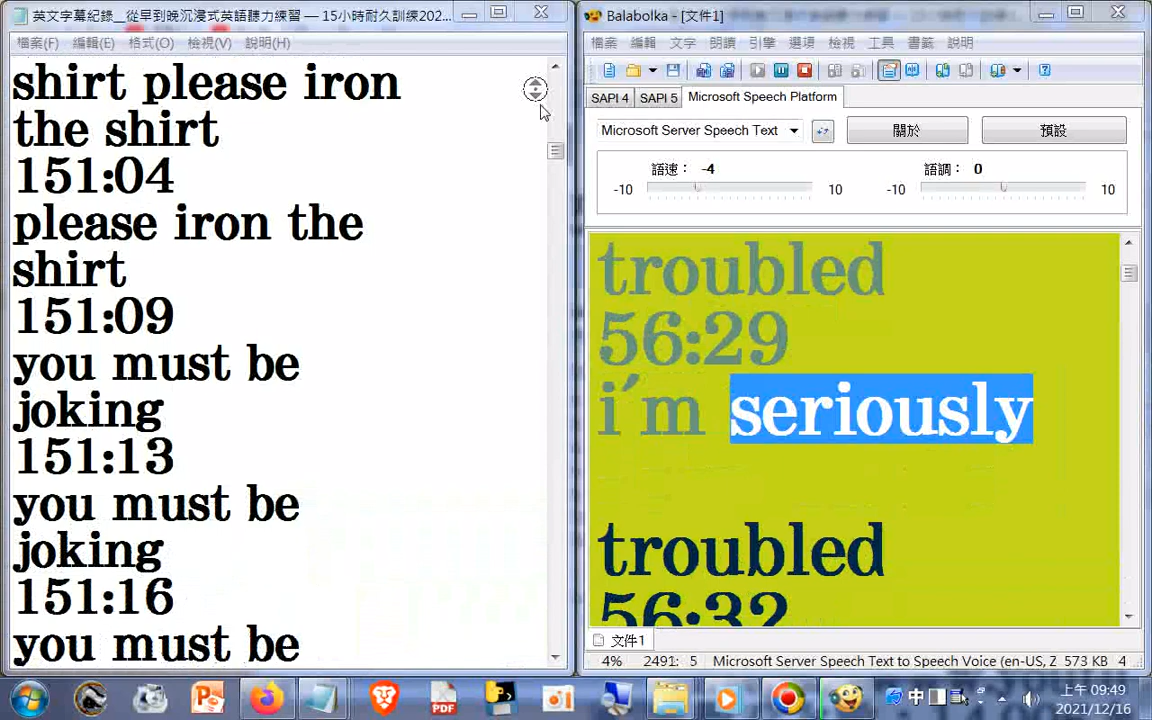 英文字幕紀錄__從早到晚沉浸式英語聽力練習 — 15小時耐久訓練202...
檔案(F) 編輯(E) 格式(O) 檢視(V) 說明(H)
shirt please iron
the shirt
151:04
please iron the
shirt
151:09
you must be
joking
151:13
you must be
joking
151:16
you must be
Balabolka - [文件1]
檔案 編輯 文字 朗讀 引擎 選項 檢視 工具 書籤 說明
SAPI 4 SAPI 5 Microsoft Speech Platform
Microsoft Server Speech Text 關於 預設
語速： -4 語調： 0
-10 10 -10 10
troubled
56:29
i´m seriously
troubled
56:32
文件1
4% 2491: 5 Microsoft Server Speech Text to Speech Voice (en-US, Z 573 KB 4
PDF 中 上午 09:49
2021/12/16